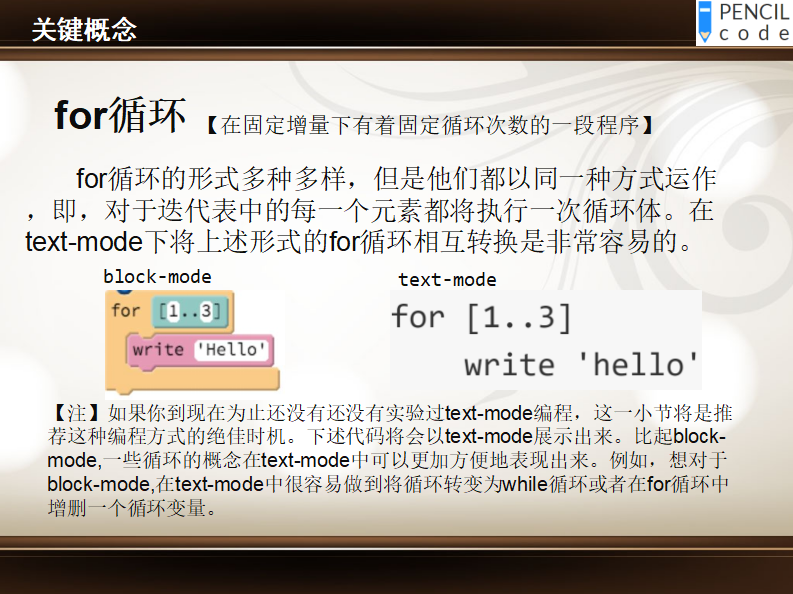 关键概念
PENCIL
code
for循环 【在固定增量下有着固定循环次数的一段程序】
for循环的形式多种多样，但是他们都以同一种方式运作
，即，对于迭代表中的每一个元素都将执行一次循环体。在
text-mode下将上述形式的for循环相互转换是非常容易的。
block-mode
text-mode
for [1..3]
write 'Hello'
for [1..3]
write 'hello'
【注】如果你到现在为止还没有还没有实验过text-mode编程，这一小节将是推
荐这种编程方式的绝佳时机。下述代码将会以text-mode展示出来。比起block-
mode,一些循环的概念在text-mode中可以更加方便地表现出来。例如，想对于
block-mode,在text-mode中很容易做到将循环转变为while循环或者在for循环中
增删一个循环变量。